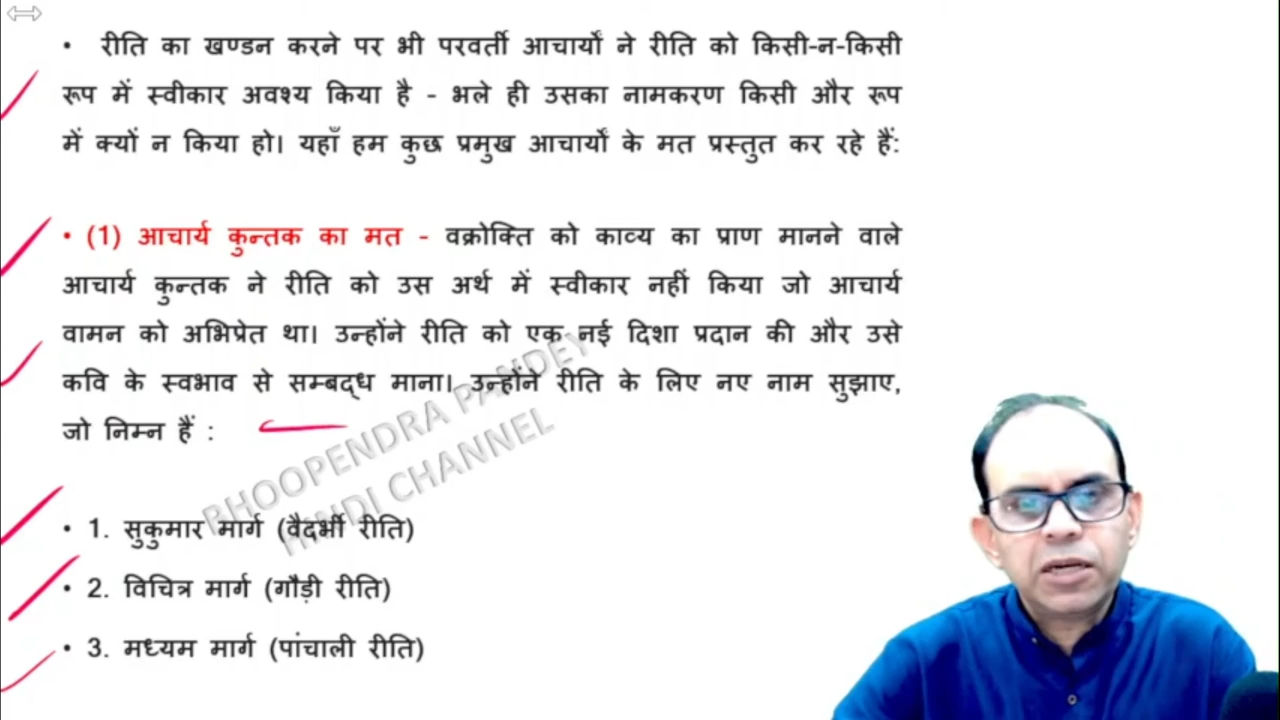 • रीति का खण्डन करने पर भी परवर्ती आचार्यों ने रीति को किसी-न-किसी
रूप में स्वीकार अवश्य किया है - भले ही उसका नामकरण किसी और रूप
में क्यों न किया हो। यहाँ हम कुछ प्रमुख आचार्यों के मत प्रस्तुत कर रहे हैं:
• (1) आचार्य कुन्तक का मत - वक्रोक्ति को काव्य का प्राण मानने वाले
आचार्य कुन्तक ने रीति को उस अर्थ में स्वीकार नहीं किया जो आचार्य
वामन को अभिप्रेत था। उन्होंने रीति को एक नई दिशा प्रदान की और उसे
कवि के स्वभाव से सम्बद्ध माना। उन्होंने रीति के लिए नए नाम सुझाए,
जो निम्न हैं :
• 1. सुकुमार मार्ग (वैदर्भी रीति)
• 2. विचित्र मार्ग (गौड़ी रीति)
• 3. मध्यम मार्ग (पांचाली रीति)
BHOOPENDRA PANDEY
HINDI CHANNEL